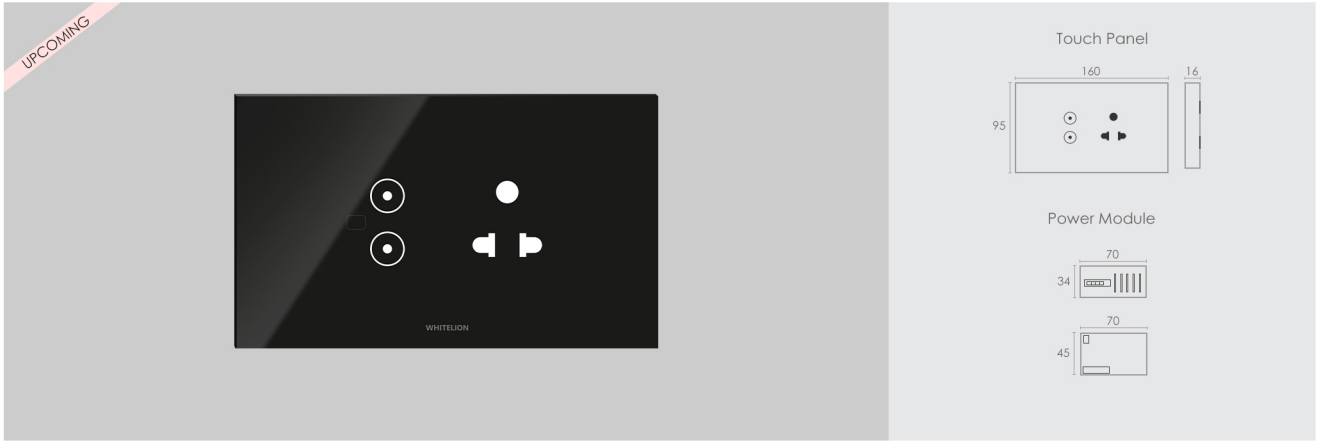 UPCOMING
WHITELION
Touch Panel
160
16
95
Power Module
70
34
70
45